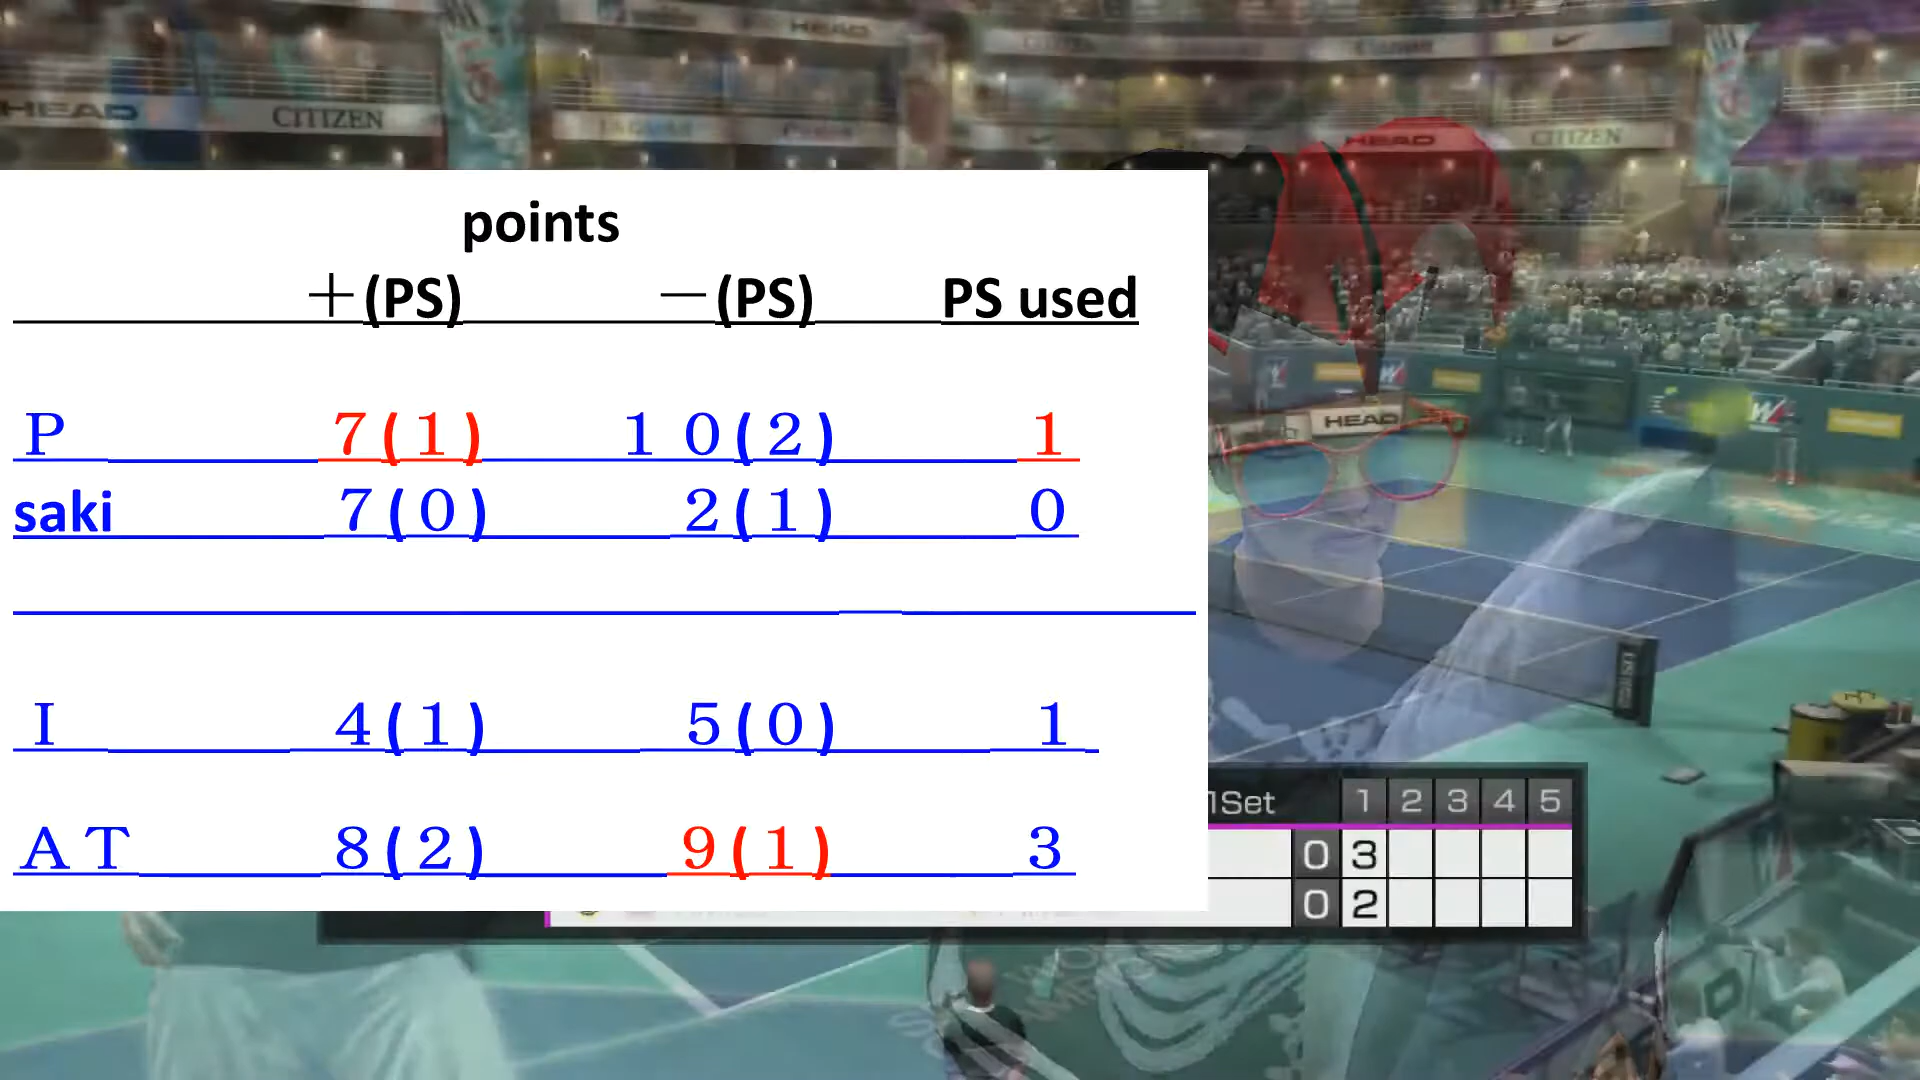 HEAD
HEAD
CITIZEN
HEAD
CITIZEN
points
＋(PS) －(PS) PS used
P 7(1) 10(2) 1
HEAD
saki 7(0) 2(1) 0
I 4(1) 5(0) 1
1Set 1 2 3 4 5
AT 8(2) 9(1) 3
0 3
0 2